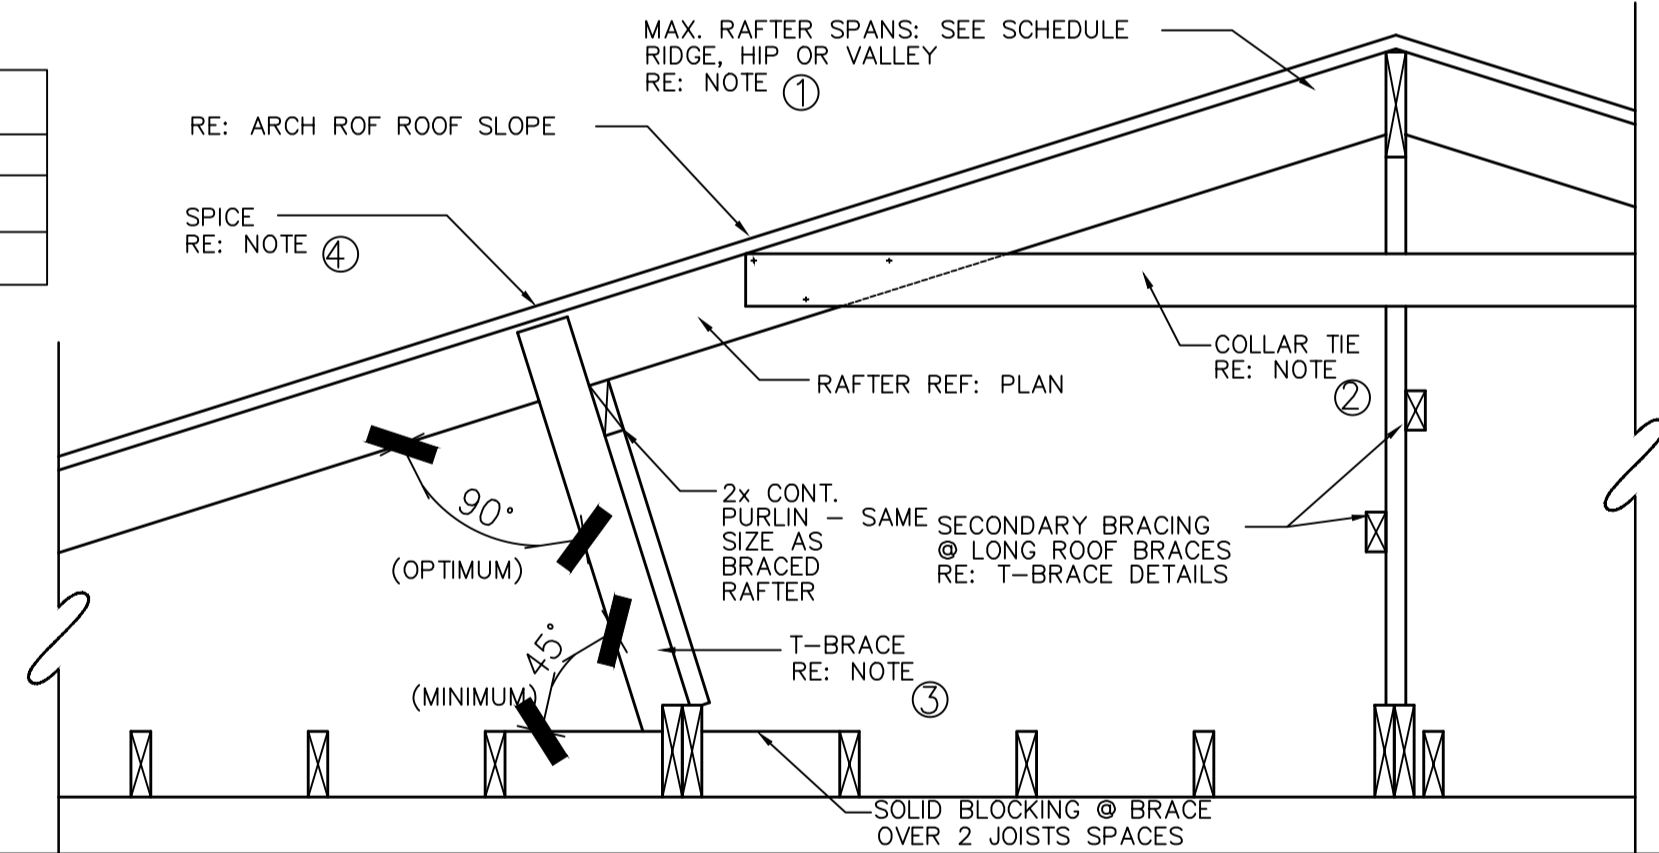 MAX. RAFTER SPANS: SEE SCHEDULE
RIDGE, HIP OR VALLEY
RE: NOTE 1
RE: ARCH ROF ROOF SLOPE
SPICE
RE: NOTE 4
COLLAR TIE
RE: NOTE 2
RAFTER REF: PLAN
2x CONT.
PURLIN – SAME
SIZE AS
BRACED
RAFTER
SECONDARY BRACING
@ LONG ROOF BRACES
RE: T–BRACE DETAILS
90°
(OPTIMUM)
45°
(MINIMUM)
T–BRACE
RE: NOTE 3
SOLID BLOCKING @ BRACE
OVER 2 JOISTS SPACES